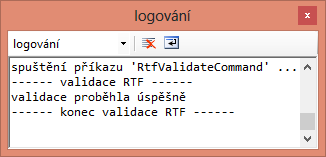 logování
logování
spuštění příkazu 'RtfValidateCommand' ...
------ validace RTF ------
validace proběhla úspěšně
------ konec validace RTF ------